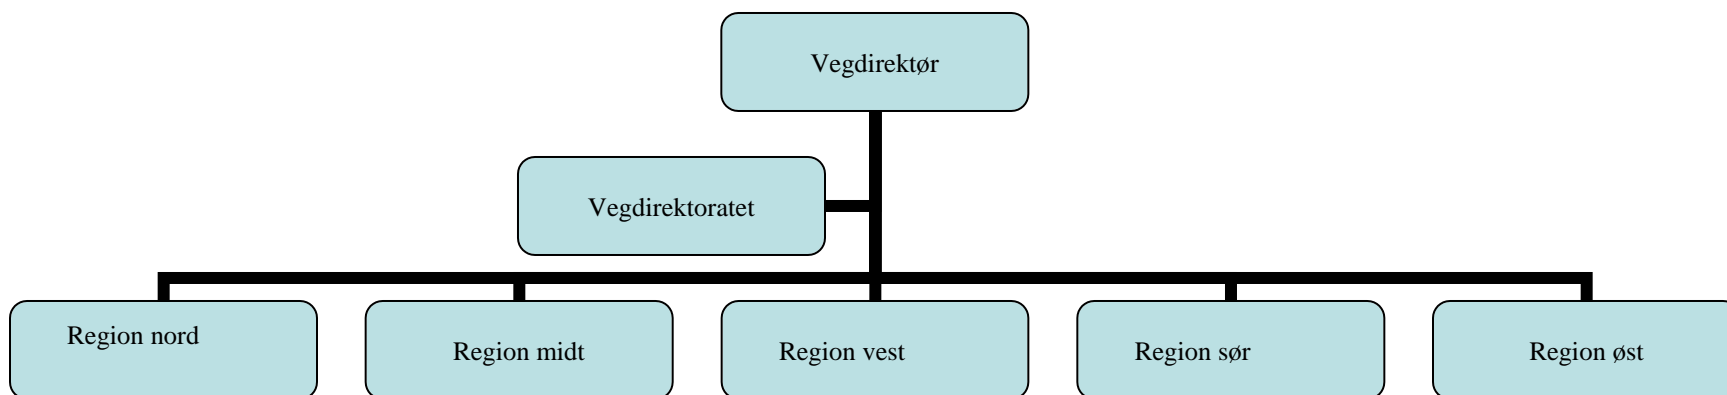 Vegdirektør
Vegdirektoratet
Region nord
Region midt
Region vest
Region sør
Region øst